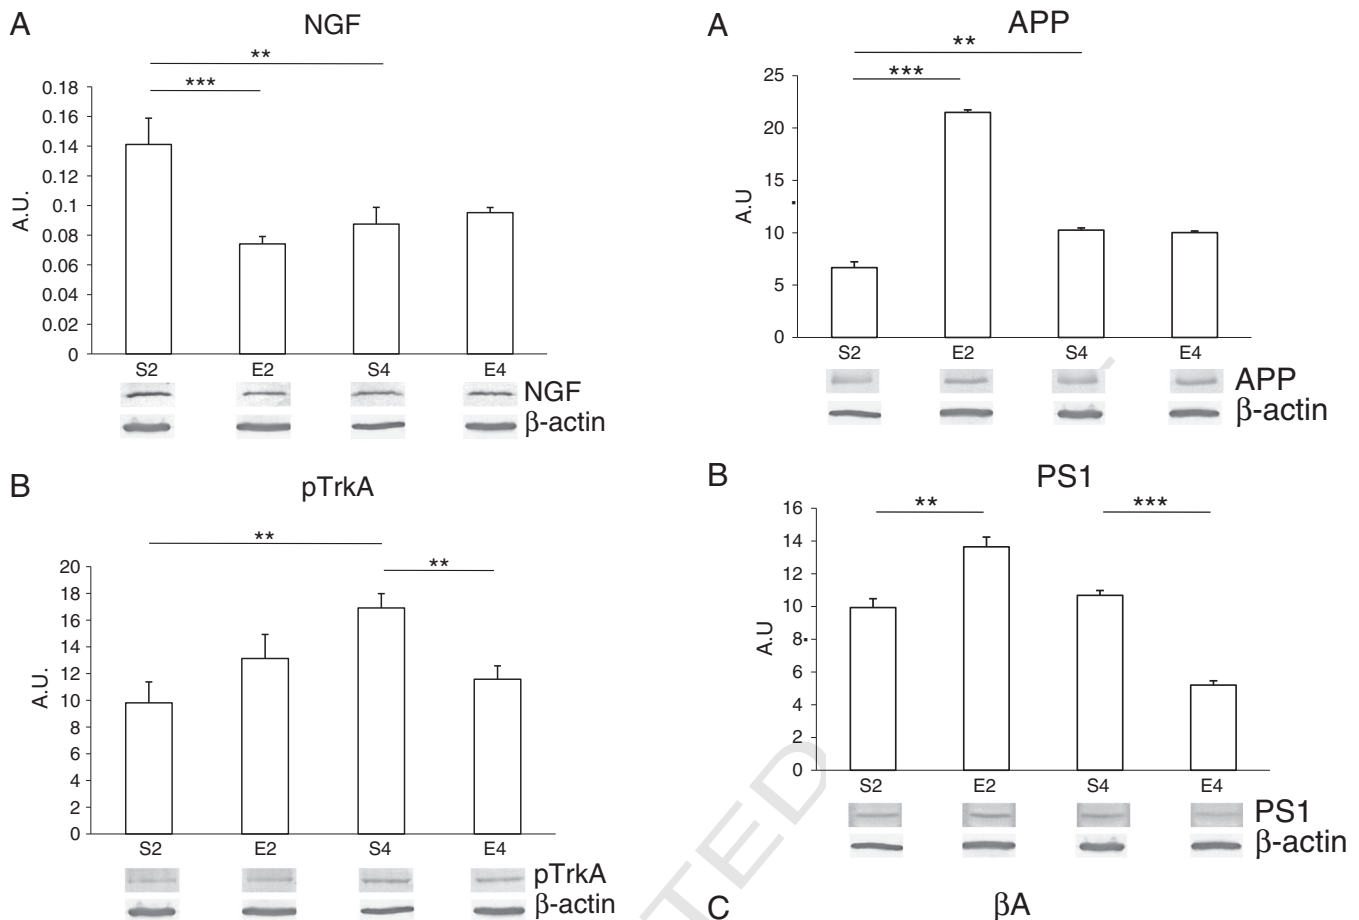 A
NGF
**
***
0.18
0.16
0.14
0.12
0.1
0.08
0.06
0.04
0.02
0
A.U.
S2 E2 S4 E4
NGF
β-actin
B
pTrkA
**
**
20
18
16
14
12
10
8
6
4
2
0
A.U.
S2 E2 S4 E4
pTrkA
β-actin
A
APP
**
***
25
20
15
10
5
0
A.U
S2 E2 S4 E4
APP
β-actin
B
PS1
** ***
16
14
12
10
8
6
4
2
0
A.U
S2 E2 S4 E4
PS1
β-actin
C
βA
TED